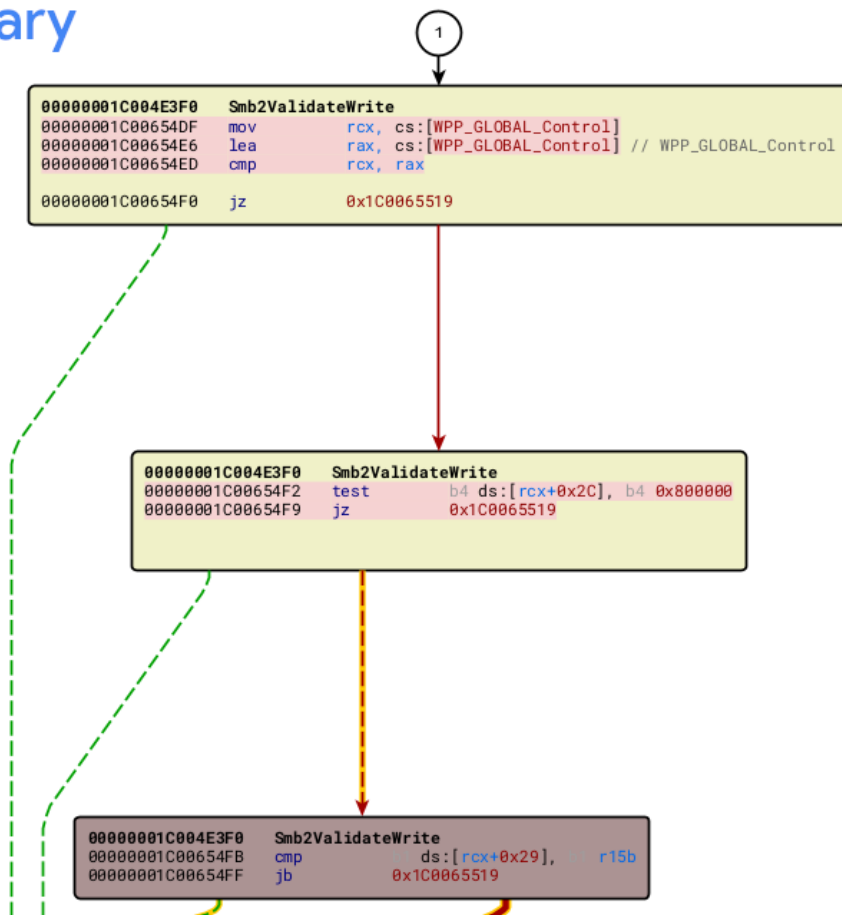 ary
1
00000001C004E3F0 Smb2ValidateWrite
00000001C00654DF mov rcx, cs:[WPP_GLOBAL_Control]
00000001C00654E6 lea rax, cs:[WPP_GLOBAL_Control] // WPP_GLOBAL_Control
00000001C00654ED cmp rcx, rax
00000001C00654F0 jz 0x1C0065519
00000001C004E3F0 Smb2ValidateWrite
00000001C00654F2 test b4 ds:[rcx+0x2C], b4 0x800000
00000001C00654F9 jz 0x1C0065519
00000001C004E3F0 Smb2ValidateWrite
00000001C00654FB cmp ds:[rcx+0x29], r15b
00000001C00654FF jb 0x1C0065519